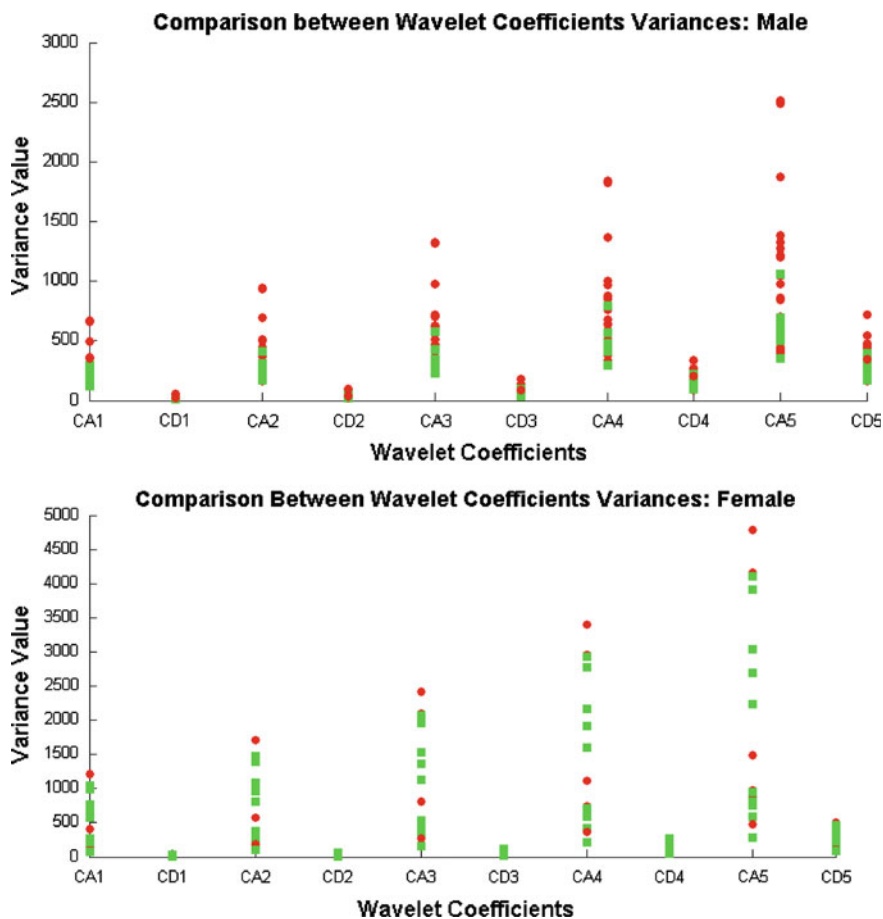 Comparison between Wavelet Coefficients Variances: Male
3000
2500
2000
1500
1000
500
0
Variance Value
CA1 CD1 CA2 CD2 CA3 CD3 CA4 CD4 CA5 CD5
Wavelet Coefficients
Comparison Between Wavelet Coefficients Variances: Female
5000
4500
4000
3500
3000
2500
2000
1500
1000
500
0
Variance Value
CA1 CD1 CA2 CD2 CA3 CD3 CA4 CD4 CA5 CD5
Wavelet Coefficients